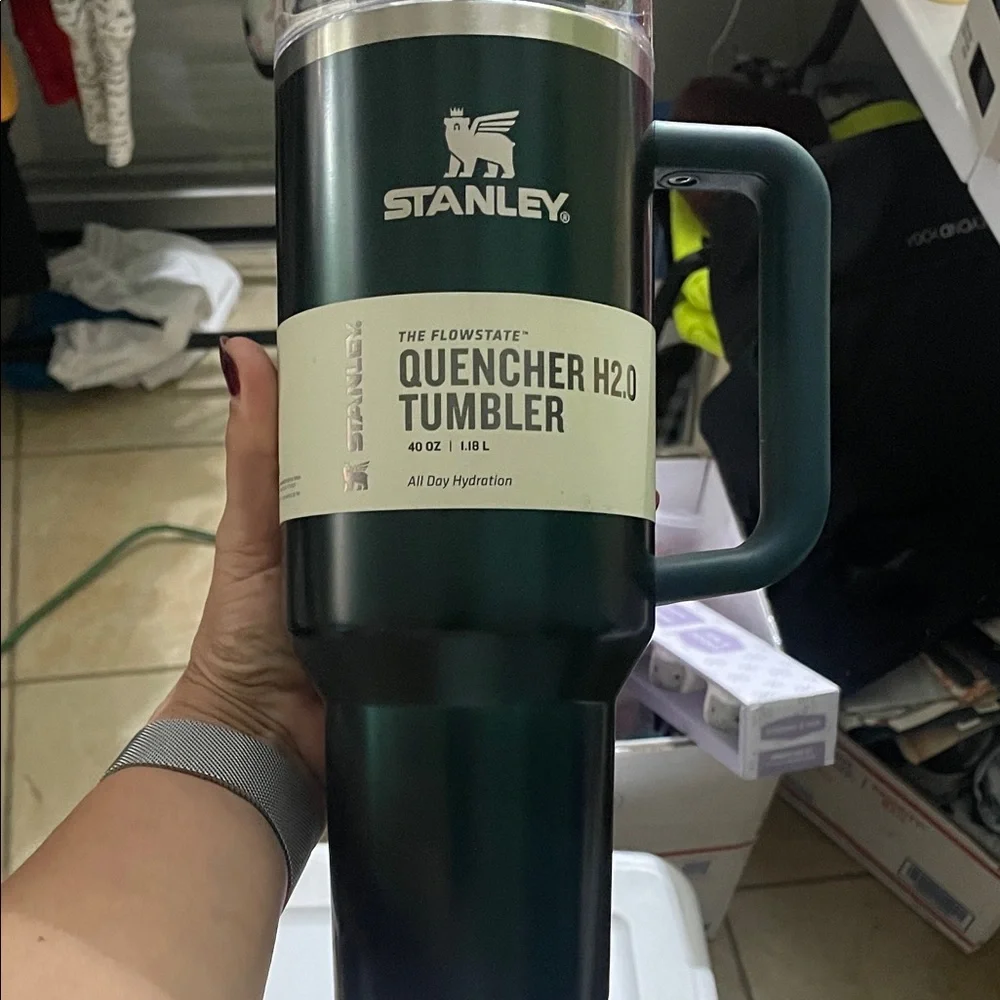 STANLEY®
THE FLOWSTATE™
QUENCHER H2.0
TUMBLER
40 OZ | 1.18 L
All Day Hydration
STANLEY®